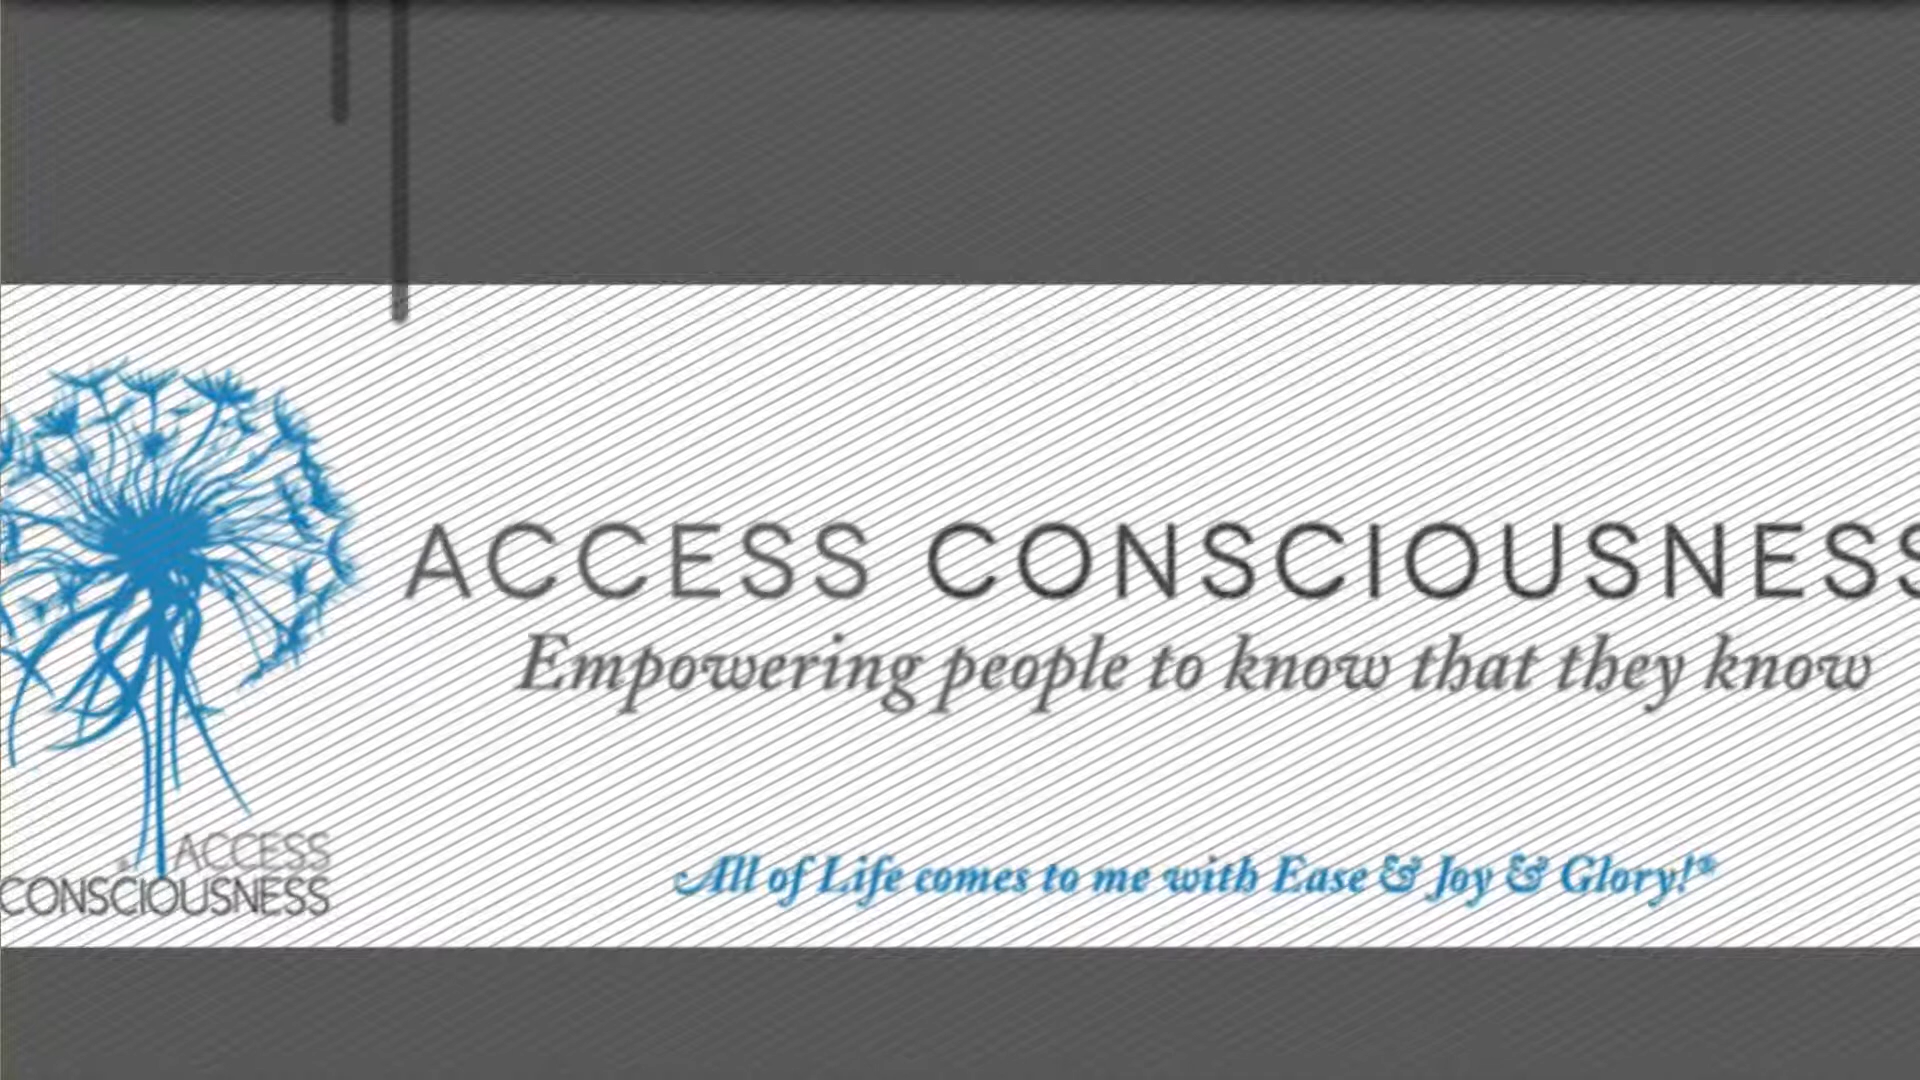 ACCESS CONSCIOUSNESS
Empowering people to know that they know
ACCESS
CONSCIOUSNESS
All of Life comes to me with Ease & Joy & Glory!®